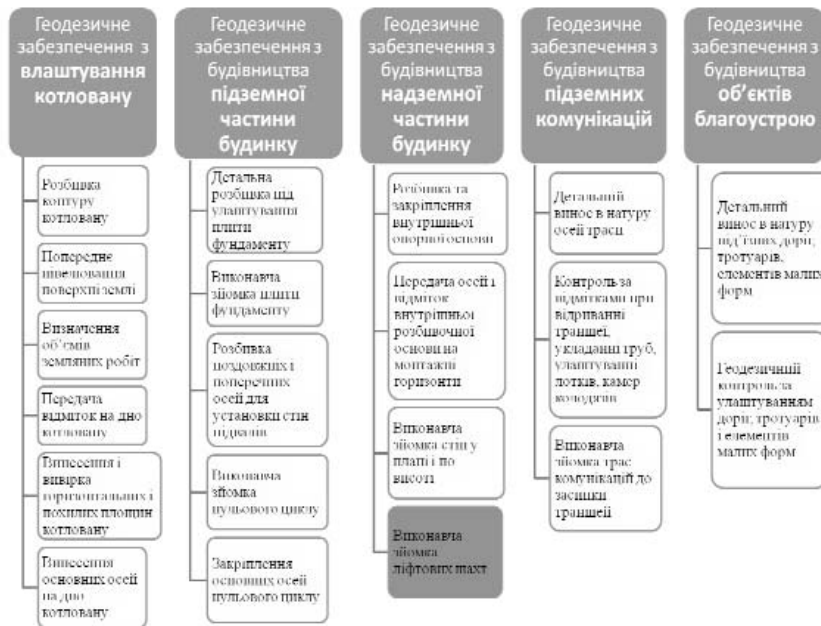 Геодезичне
забезпечення з
влаштування
котловану
Розбивка
контуру
котловану
Попереднє
нівелювання
поверхні землі
Визначення
об’ємів
земляних робіт
Передача
відміток на дно
котловану
Винесення і
вивірка
горизонтальних і
похилих площин
котловану
Винесення
основних осей
на дно
котловану
Геодезичне
забезпечення з
будівництва
підземної
частини
будинку
Детальна
розбивка під
улаштування
плити
фундаменту
Виконавча
зйомка плити
фундаменту
Розбивка
поздовжніх і
поперечних
осей для
установки стін
підвалів
Виконавча
зйомка
нульового циклу
Закріплення
основних осей
нульового циклу
Геодезичне
забезпечення з
будівництва
надземної
частини
будинку
Розбивка та
закріплення
внутрішньої
опорної основи
Передача осей і
відміток
внутрішньої
розбивочної
основи на
монтажні
горизонти
Виконавча
зйомка стін у
плані і по
висоті
Виконавча
зйомка
ліфтових шахт
Геодезичне
забезпечення з
будівництва
підземних
комунікацій
Детальний
винос в натуру
осей траси
Контроль за
відмітками при
відриванні
траншеї,
укладанні труб,
улаштуванні
лотків, камер
колодязів
Виконавча
зйомка трас
комунікацій до
засипки
траншеї
Геодезичне
забезпечення з
будівництва
об’єктів
благоустрою
Детальний
винос в натуру
під’їзних доріг,
тротуарів,
елементів малих
форм
Геодезичний
контроль за
улаштуванням
доріг, тротуарів
і елементів
малих форм